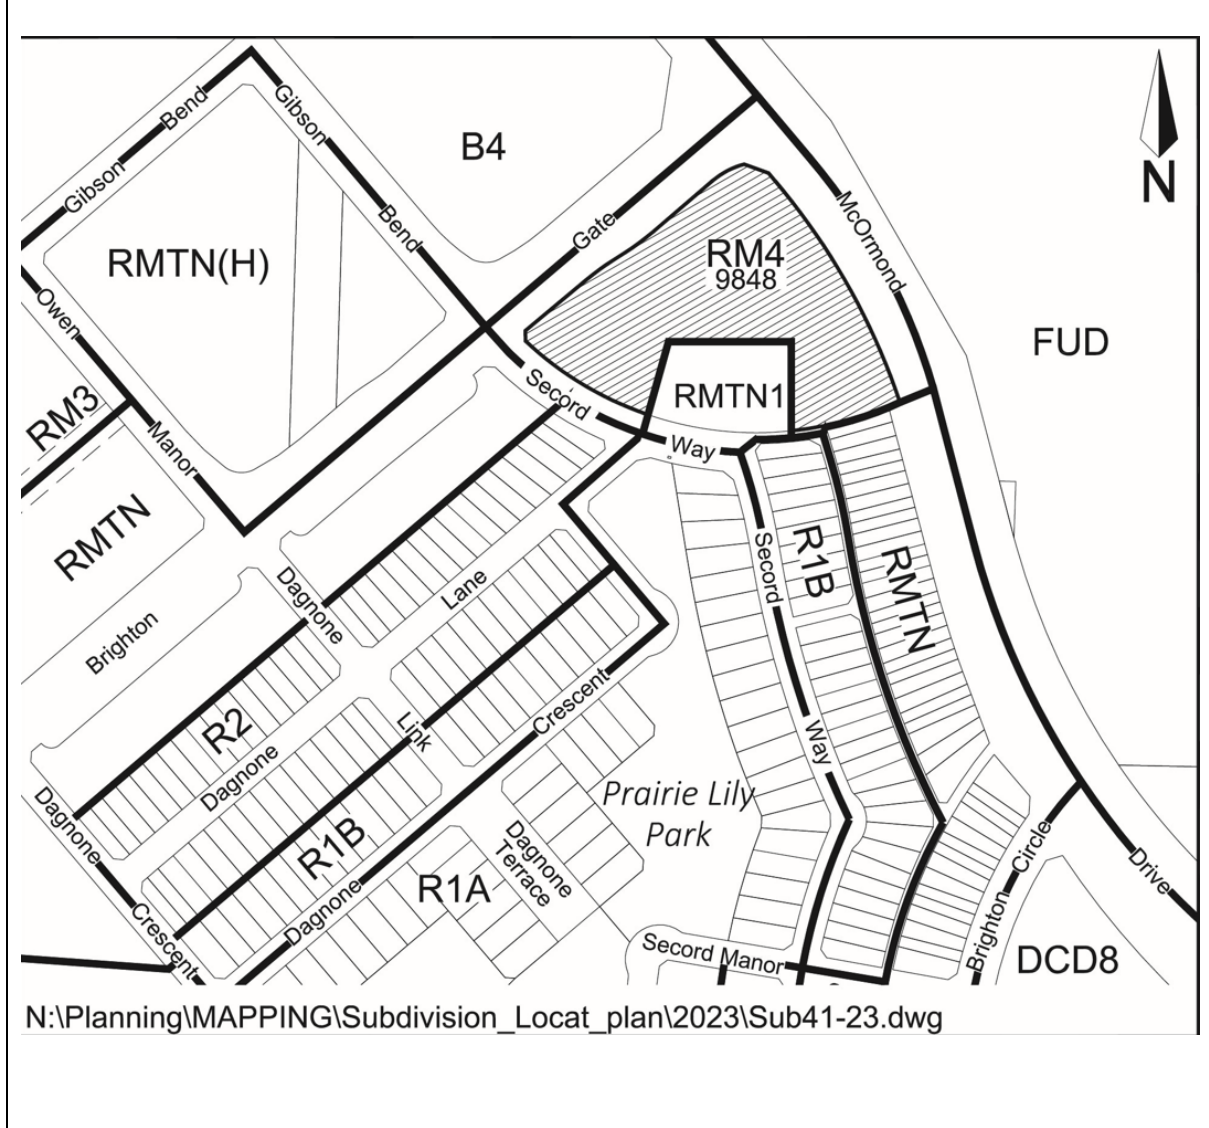 Gibson Bend
Gibson
Bend
B4
N
RMTN(H)
Gate
McOrmond
RM4
9848
FUD
Owen
Manor
RM3
RMTN
Secord
RMTN1
Way
Brighton
Dagnone
Lane
Secord
R1B
RMTN
Way
R2
Dagnone
Link
Crescent
R1B
Dagnone
Dagnone
Crescent
R1A
Dagnone
Terrace
Prairie Lily
Park
Secord Manor
Brighton Circle
Drive
DCD8
N:\Planning\MAPPING\Subdivision_Locat_plan\2023\Sub41-23.dwg